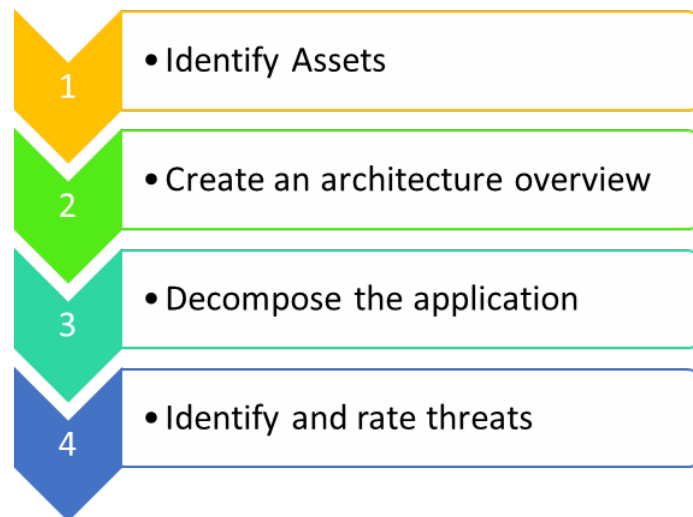 1
• Identify Assets
2
• Create an architecture overview
3
• Decompose the application
4
• Identify and rate threats